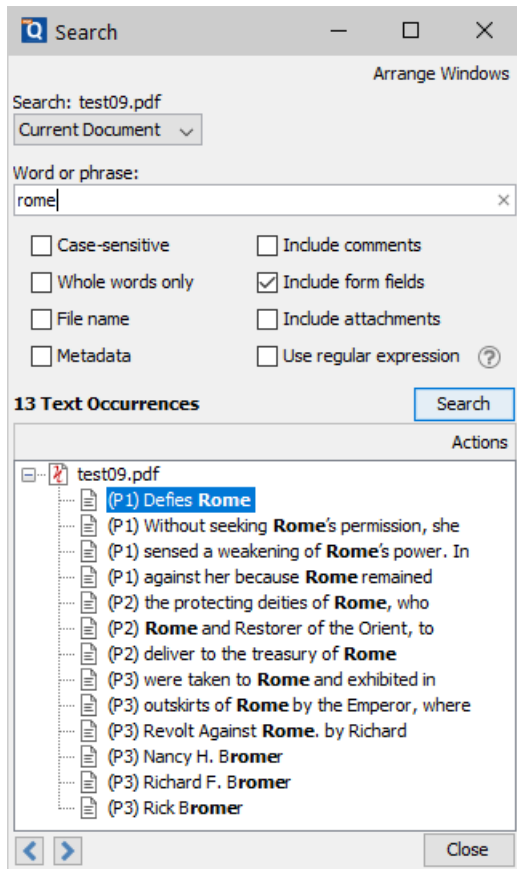 Search
Arrange Windows
Search: test09.pdf
Current Document
Word or phrase:
rome
Case-sensitive
Include comments
Whole words only
Include form fields
File name
Include attachments
Metadata
Use regular expression ?
13 Text Occurrences
Search
Actions
test09.pdf
(P1) Defies Rome
(P1) Without seeking Rome's permission, she
(P1) sensed a weakening of Rome's power. In
(P1) against her because Rome remained
(P2) the protecting deities of Rome, who
(P2) Rome and Restorer of the Orient, to
(P2) deliver to the treasury of Rome
(P3) were taken to Rome and exhibited in
(P3) outskirts of Rome by the Emperor, where
(P3) Revolt Against Rome. by Richard
(P3) Nancy H. Bromer
(P3) Richard F. Bromer
(P3) Rick Bromer
Close